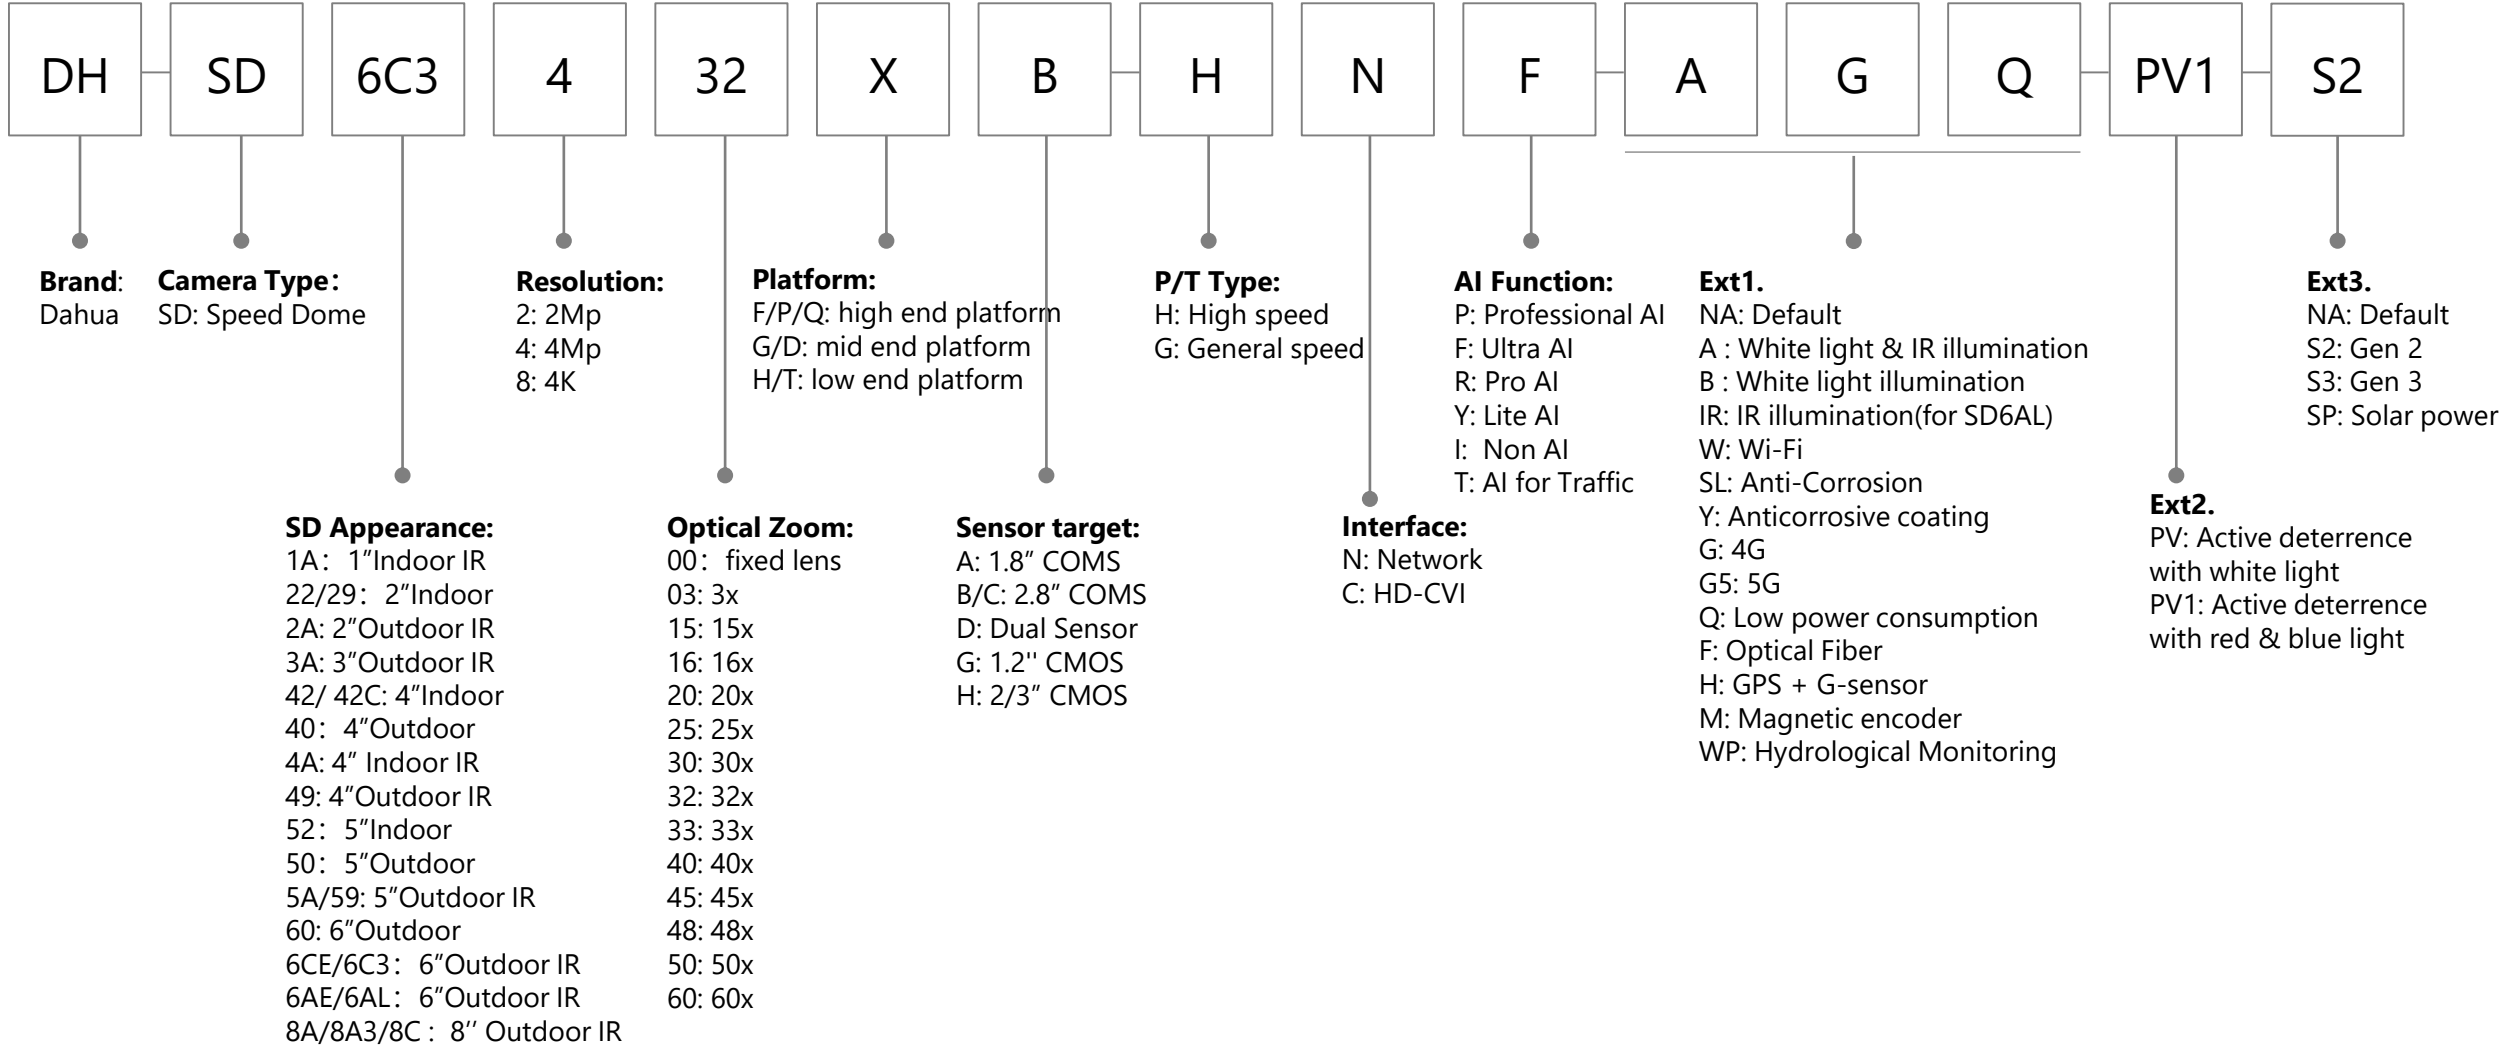 DH SD 6C3 4 32 X B H N F A G Q PV1 S2
Brand:
Dahua
Camera Type：
SD: Speed Dome
Resolution:
2: 2Mp
4: 4Mp
8: 4K
Platform:
F/P/Q: high end platform
G/D: mid end platform
H/T: low end platform
P/T Type:
H: High speed
G: General speed
AI Function:
P: Professional AI
F: Ultra AI
R: Pro AI
Y: Lite AI
I: Non AI
T: AI for Traffic
Ext1.
NA: Default
A : White light & IR illumination
B : White light illumination
IR: IR illumination(for SD6AL)
W: Wi-Fi
SL: Anti-Corrosion
Y: Anticorrosive coating
G: 4G
G5: 5G
Q: Low power consumption
F: Optical Fiber
H: GPS + G-sensor
M: Magnetic encoder
WP: Hydrological Monitoring
Ext3.
NA: Default
S2: Gen 2
S3: Gen 3
SP: Solar power
SD Appearance:
1A：1″Indoor IR
22/29：2″Indoor
2A: 2″Outdoor IR
3A: 3″Outdoor IR
42/ 42C: 4″Indoor
40：4″Outdoor
4A: 4″ Indoor IR
49: 4″Outdoor IR
52：5″Indoor
50：5″Outdoor
5A/59: 5″Outdoor IR
60: 6″Outdoor
6CE/6C3：6″Outdoor IR
6AE/6AL：6″Outdoor IR
8A/8A3/8C : 8′′ Outdoor IR
Optical Zoom:
00：fixed lens
03: 3x
15: 15x
16: 16x
20: 20x
25: 25x
30: 30x
32: 32x
33: 33x
40: 40x
45: 45x
48: 48x
50: 50x
60: 60x
Sensor target:
A: 1.8″ COMS
B/C: 2.8″ COMS
D: Dual Sensor
G: 1.2'' CMOS
H: 2/3″ CMOS
Interface:
N: Network
C: HD-CVI
Ext2.
PV: Active deterrence
with white light
PV1: Active deterrence
with red & blue light